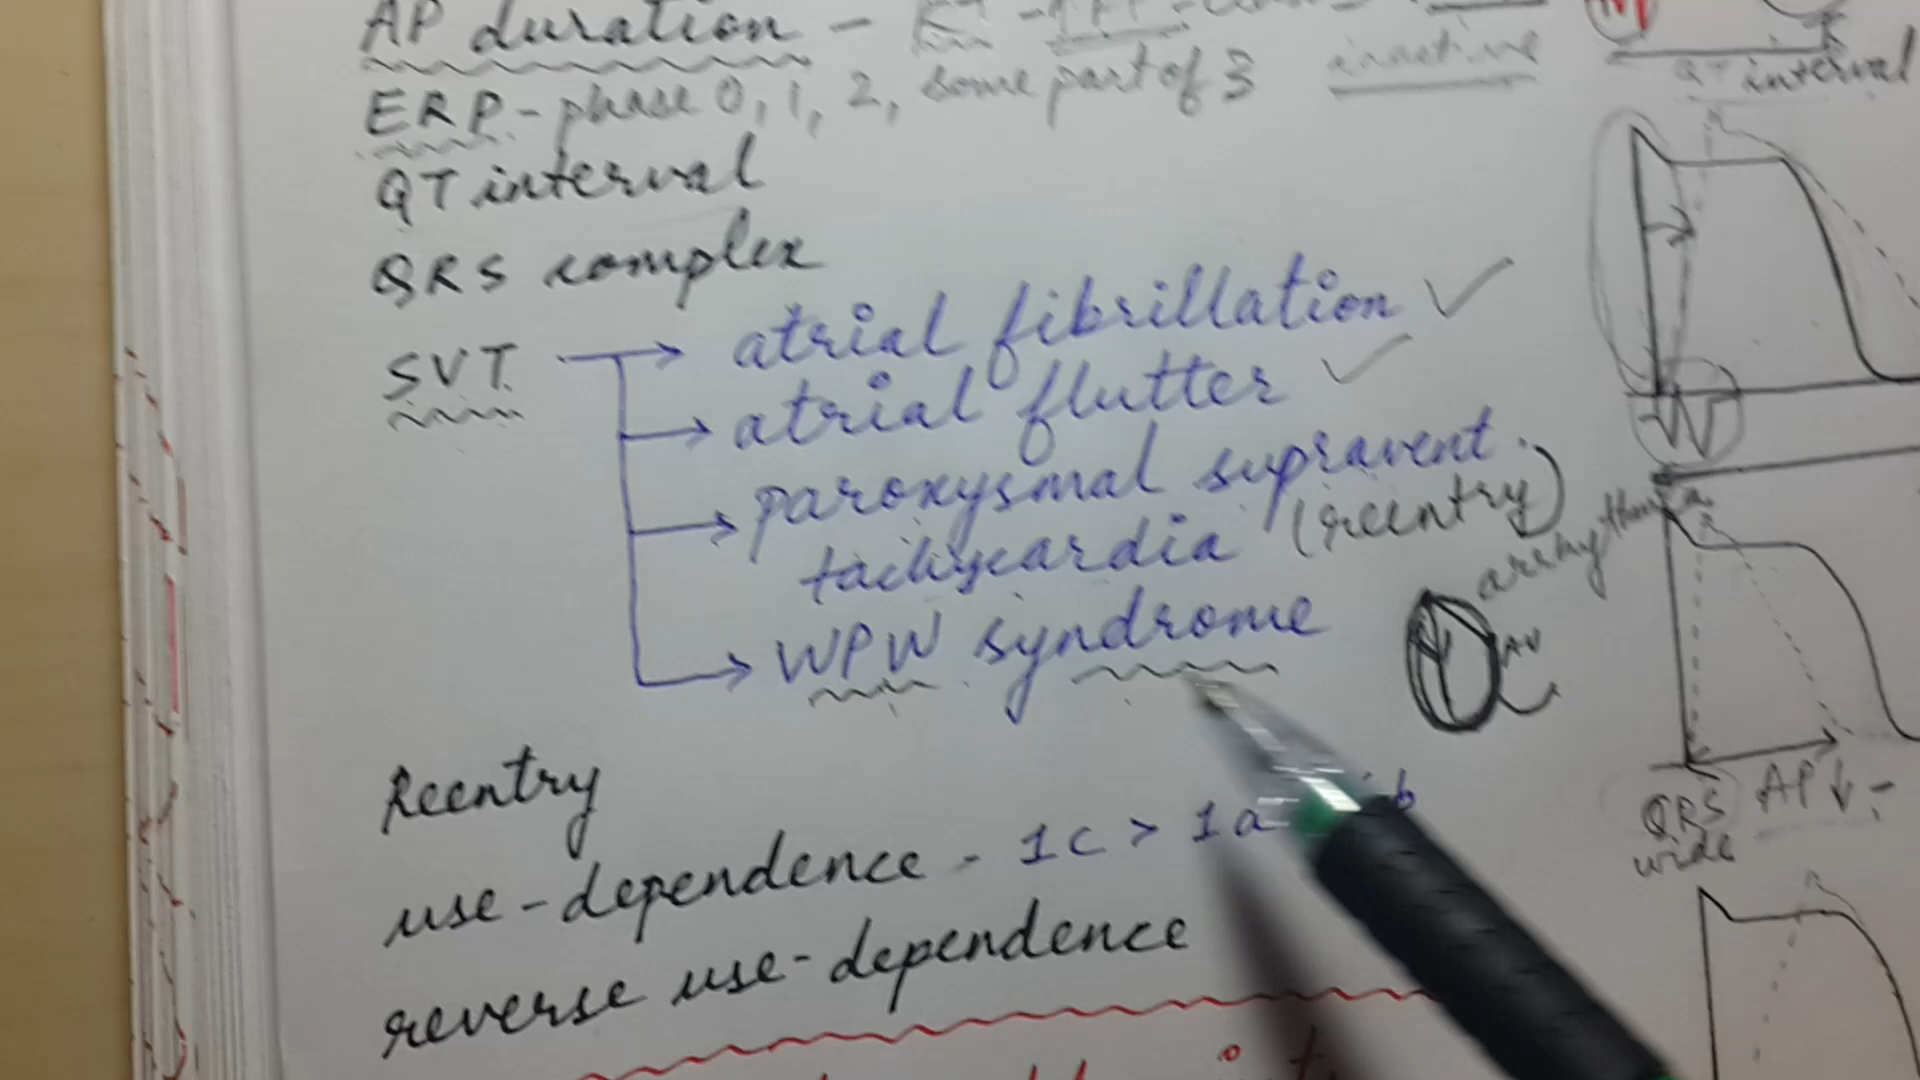 AP duration -
ERP - phase 0, 1, 2, some part of 3
inactive
QT interval
QRS complex
SVT → atrial fibrillation ✓
→ atrial flutter ✓
→ paroxysmal supravent.
tachycardia (reentry)
→ WPW syndrome
AV
Reentry
use-dependence - 1c > 1a b
reverse use-dependence
QT interval
QRS
wide
AP ↓ -